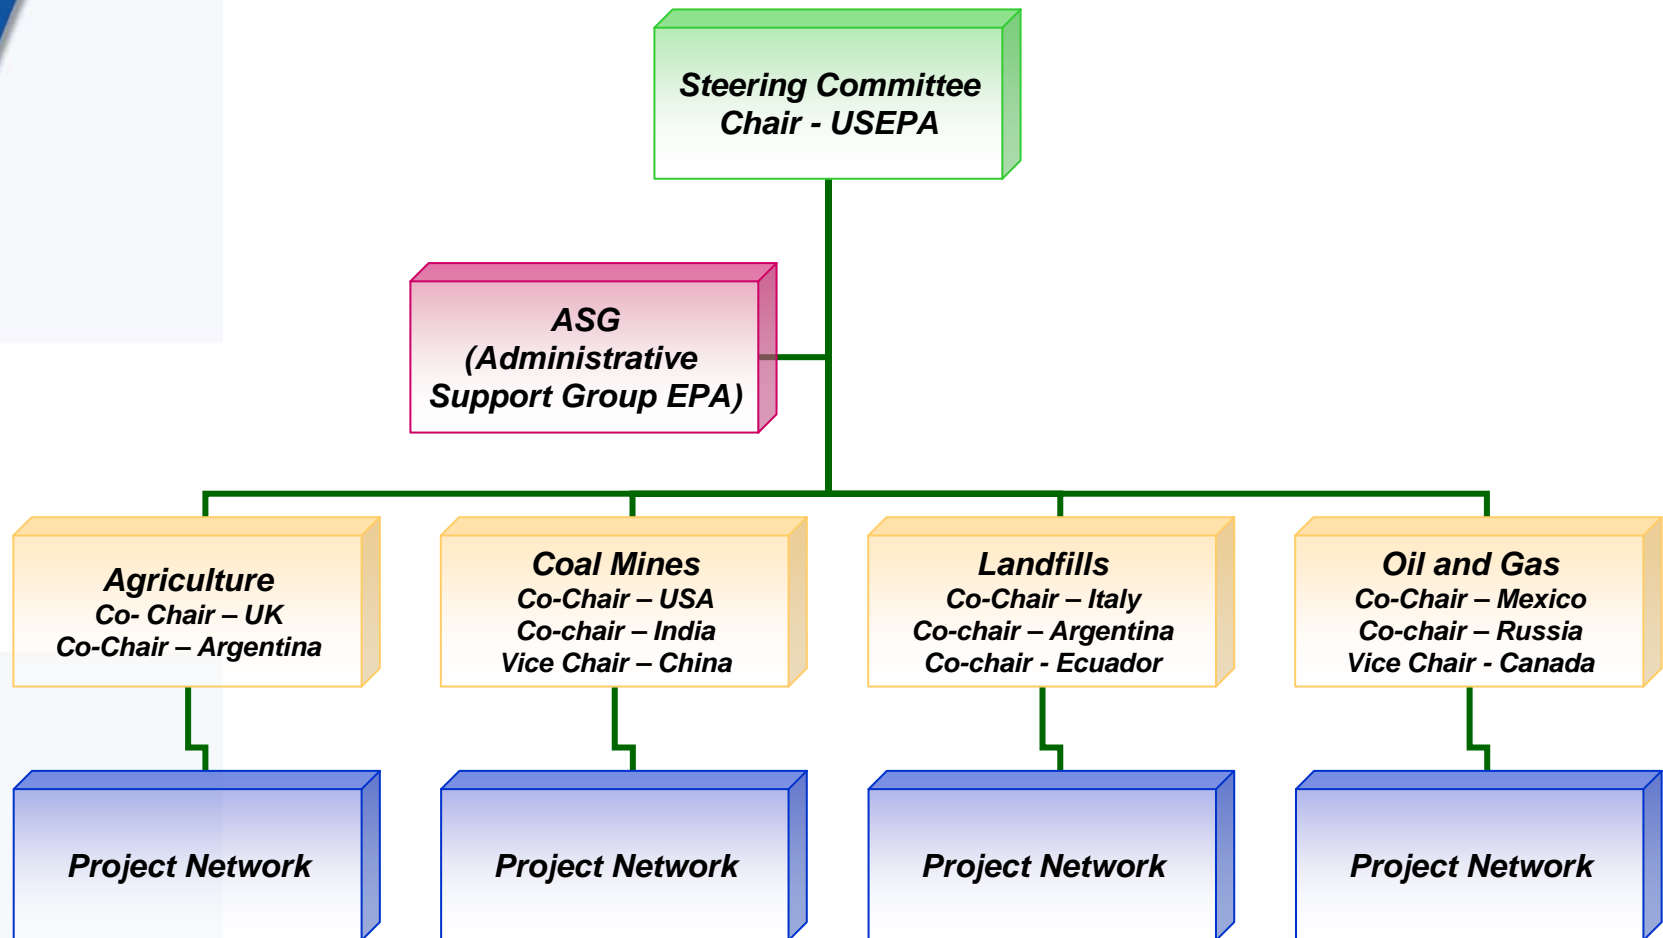 Steering Committee
Chair - USEPA
ASG
(Administrative
Support Group EPA)
Agriculture
Co- Chair – UK
Co-Chair – Argentina
Coal Mines
Co-Chair – USA
Co-chair – India
Vice Chair – China
Landfills
Co-Chair – Italy
Co-chair – Argentina
Co-chair - Ecuador
Oil and Gas
Co-Chair – Mexico
Co-chair – Russia
Vice Chair - Canada
Project Network
Project Network
Project Network
Project Network